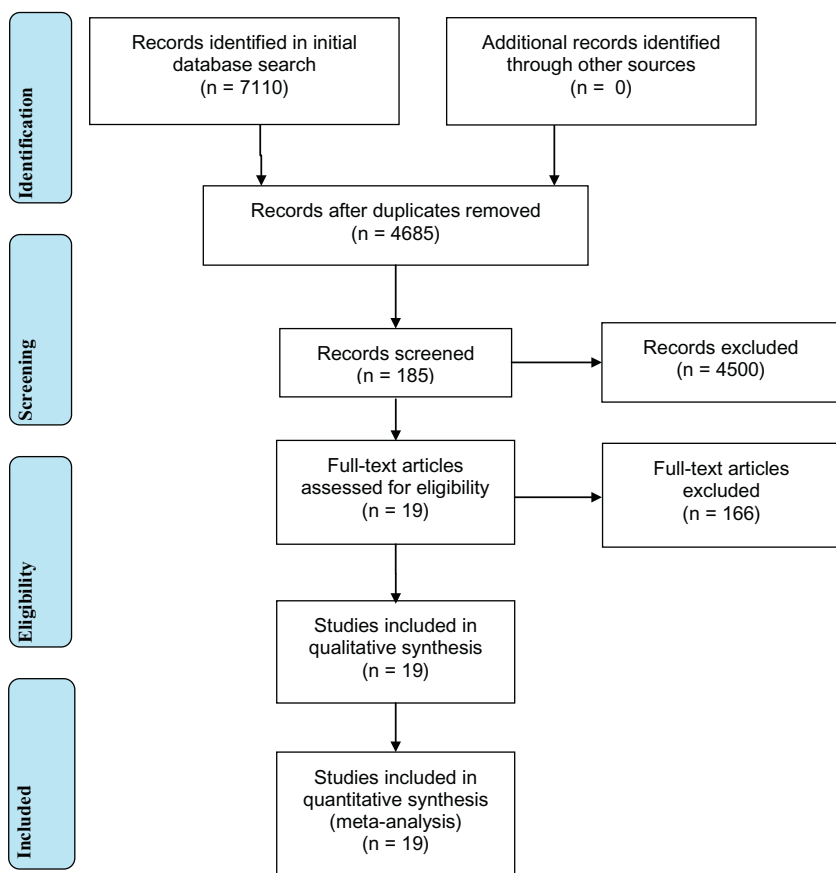 Identification
Records identified in initial
database search
(n = 7110)
Additional records identified
through other sources
(n = 0)
Records after duplicates removed
(n = 4685)
Screening
Records screened
(n = 185)
Records excluded
(n = 4500)
Eligibility
Full-text articles
assessed for eligibility
(n = 19)
Full-text articles
excluded
(n = 166)
Studies included in
qualitative synthesis
(n = 19)
Included
Studies included in
quantitative synthesis
(meta-analysis)
(n = 19)